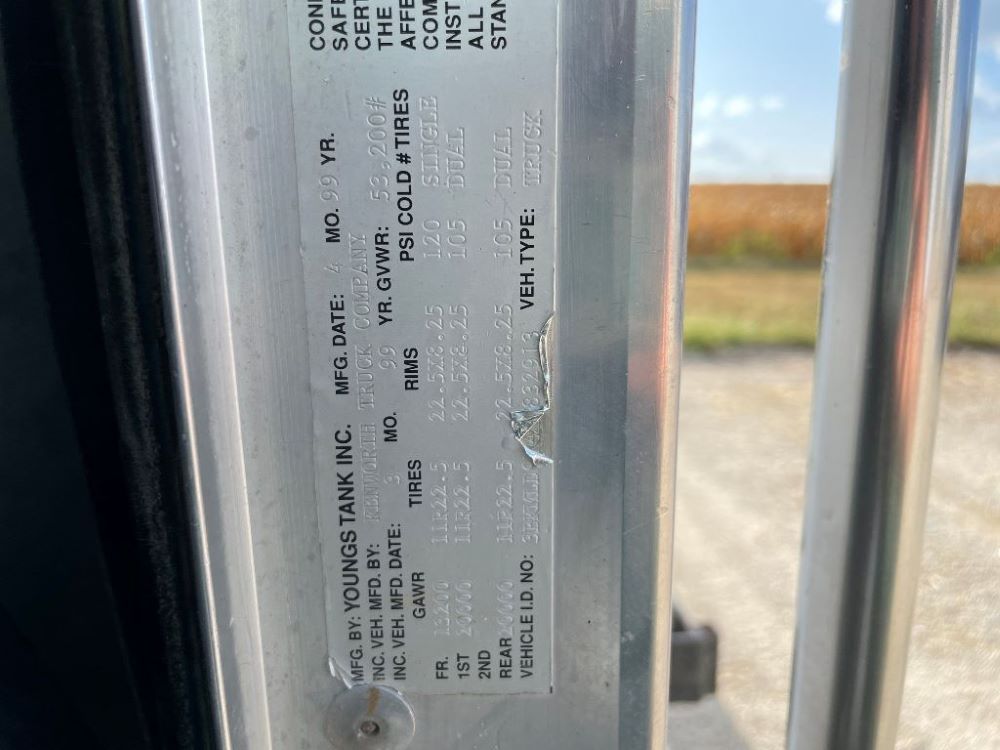 MFG. BY: YOUNGS TANK INC. MFG. DATE: 4 MO. 99 YR.
INC. VEH. MFD. BY: KENWORTH TRUCK COMPANY
INC. VEH. MFD. DATE: 3 MO. 99 YR. GVWR: 53,200#
GAWR TIRES RIMS PSI COLD # TIRES
FR. 13200 11R22.5 22.5X8.25 120 SINGLE
1ST 20000 11R22.5 22.5X8.25 105 DUAL
2ND
REAR 20000 11R22.5 22.5X8.25 105 DUAL
VEHICLE I.D. NO: VEH. TYPE: TRUCK
CON
SAFE
CERT
THE
AFFE
COM
INST
ALL
STAN